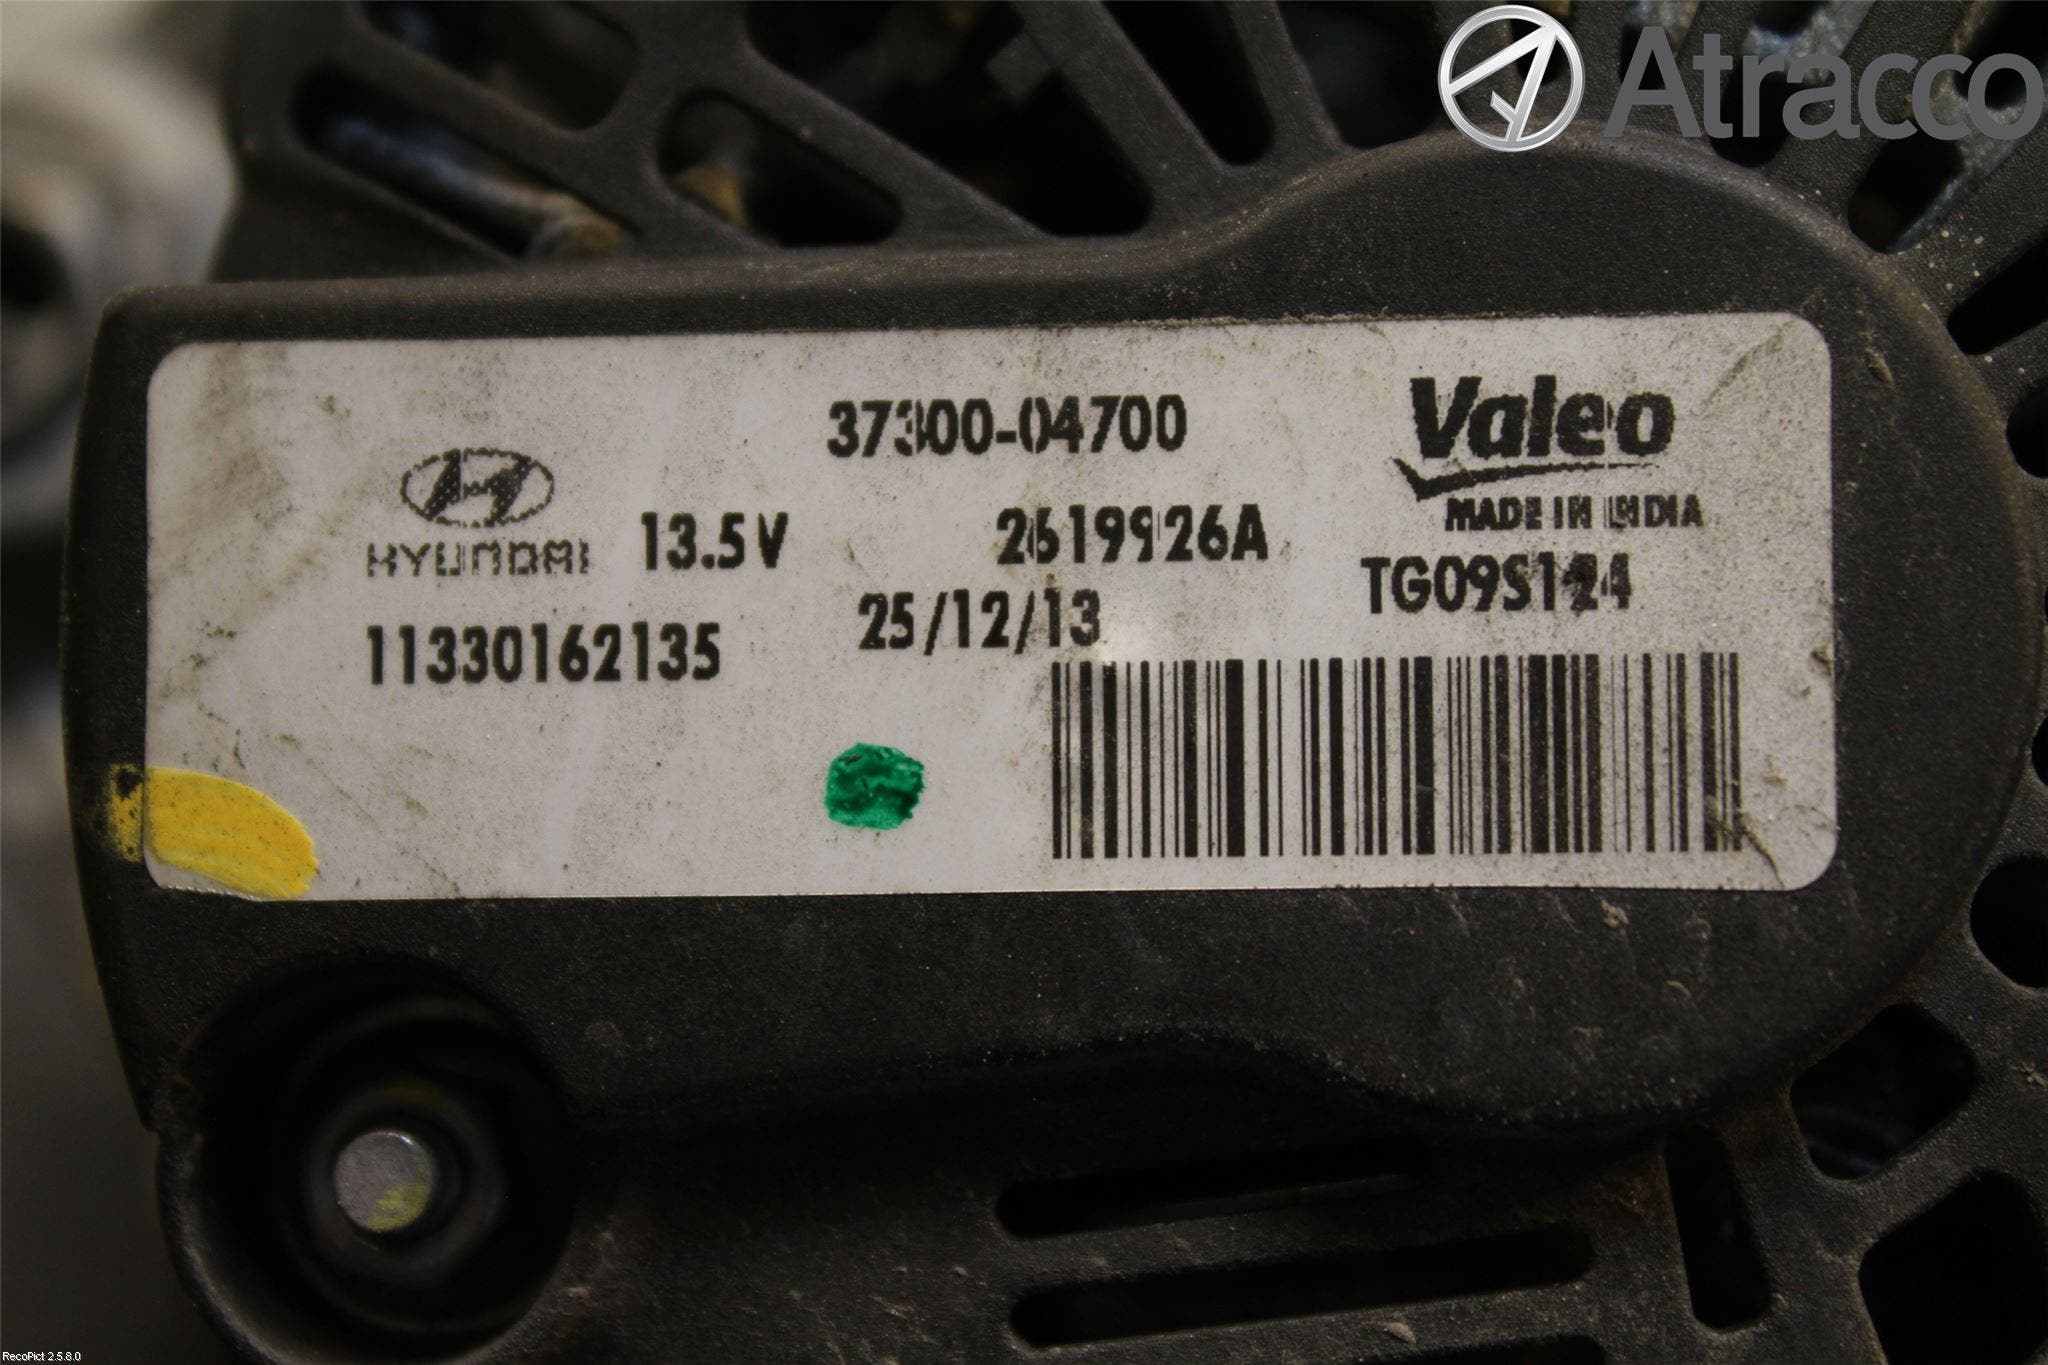 Atracco
37300-04700
Valeo
MADE IN INDIA
HYUNDAI
13.5V
2619926A
TG09S124
11330162135
25/12/13
RecoPict 2.5.8.0